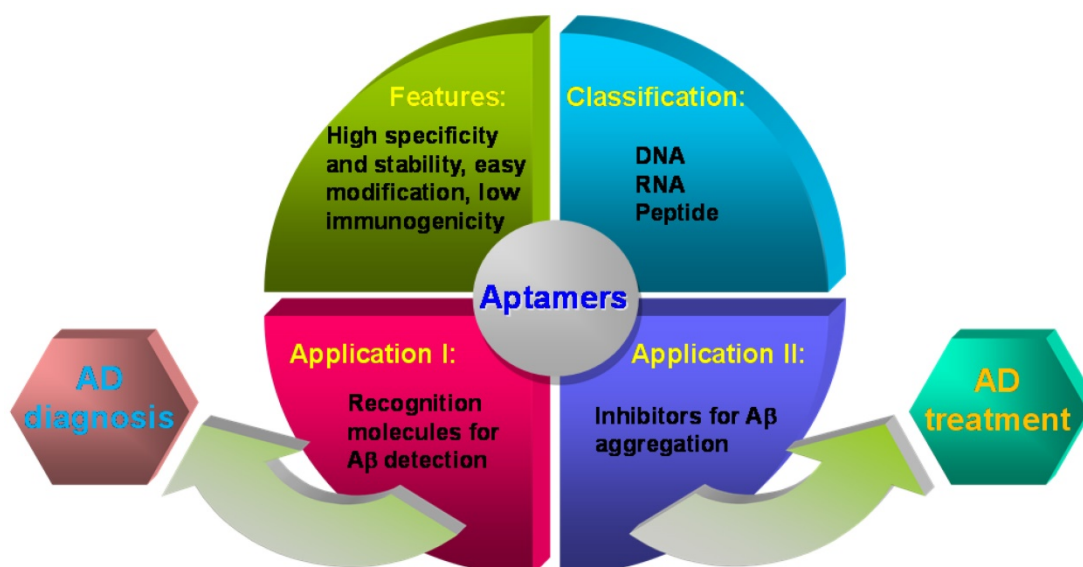 Features:
High specificity
and stability, easy
modification, low
immunogenicity
Classification:
DNA
RNA
Peptide
Aptamers
Application I:
Recognition
molecules for
Aβ detection
Application II:
Inhibitors for Aβ
aggregation
AD
diagnosis
AD
treatment